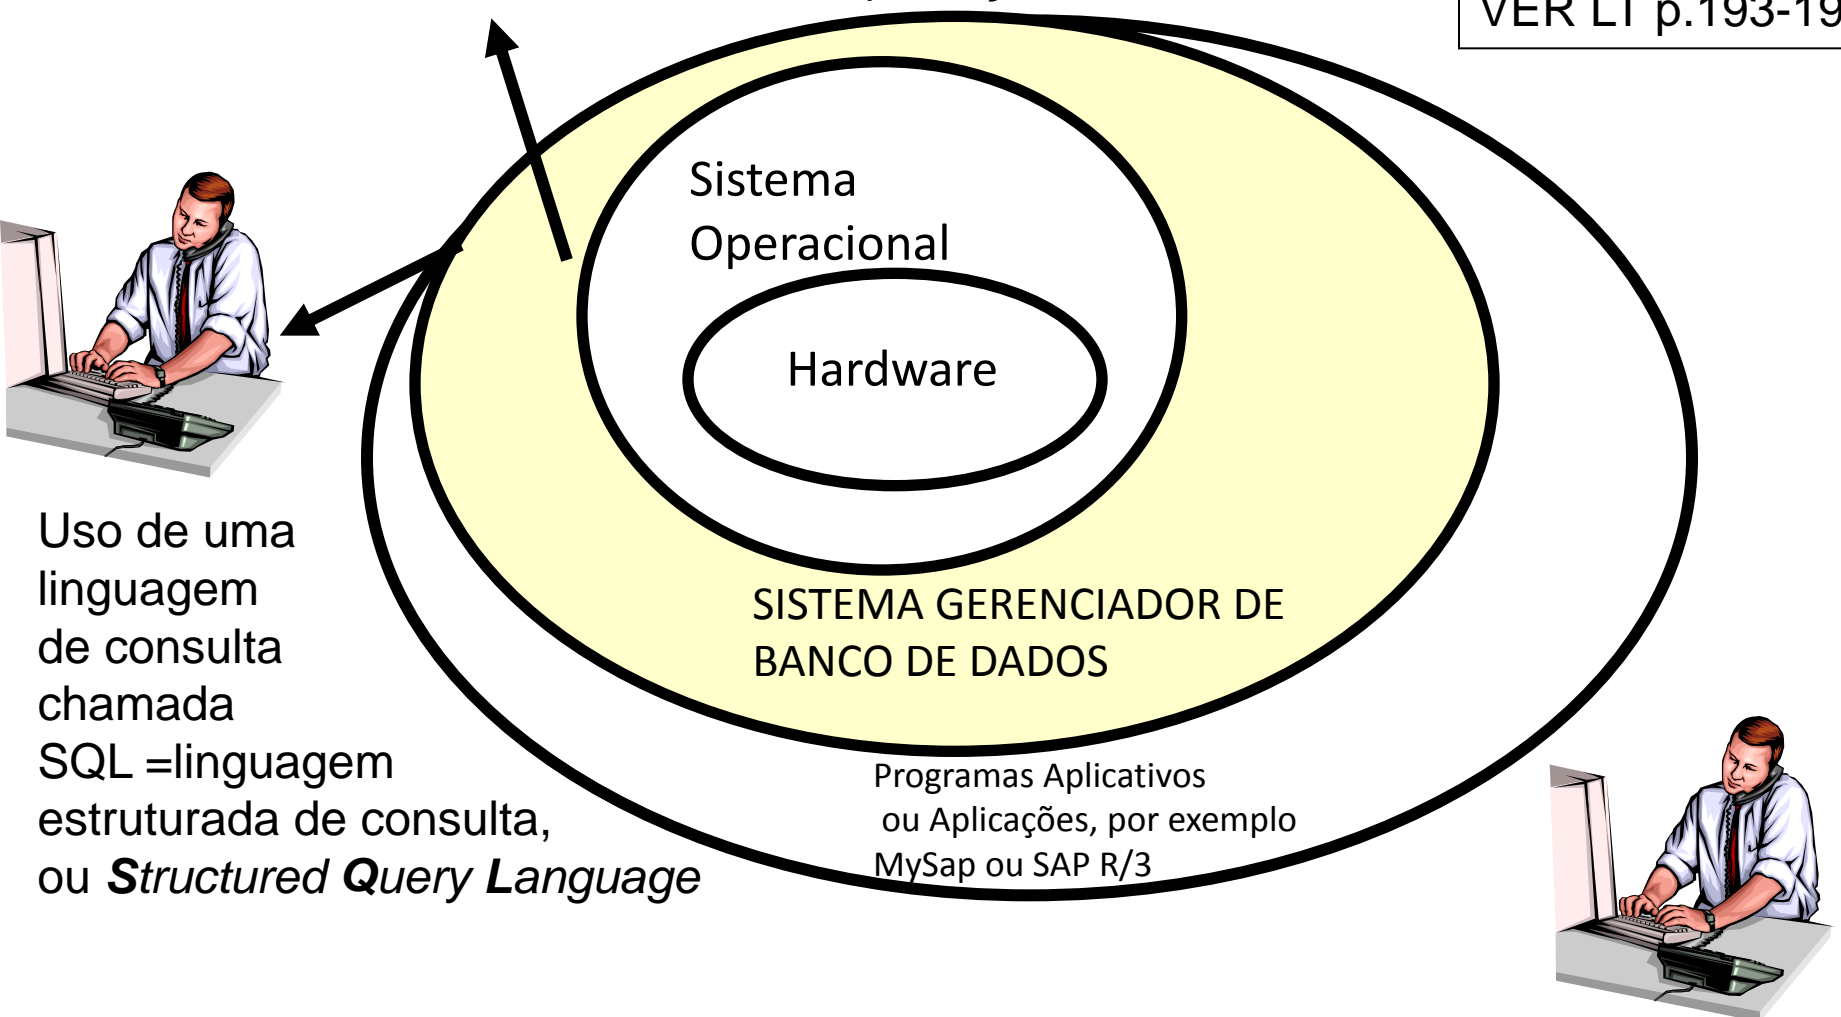 VER LT p.193-19
Sistema
Operacional
Hardware
SISTEMA GERENCIADOR DE
BANCO DE DADOS
Programas Aplicativos
ou Aplicações, por exemplo
MySap ou SAP R/3
Uso de uma
linguagem
de consulta
chamada
SQL =linguagem
estruturada de consulta,
ou Structured Query Language